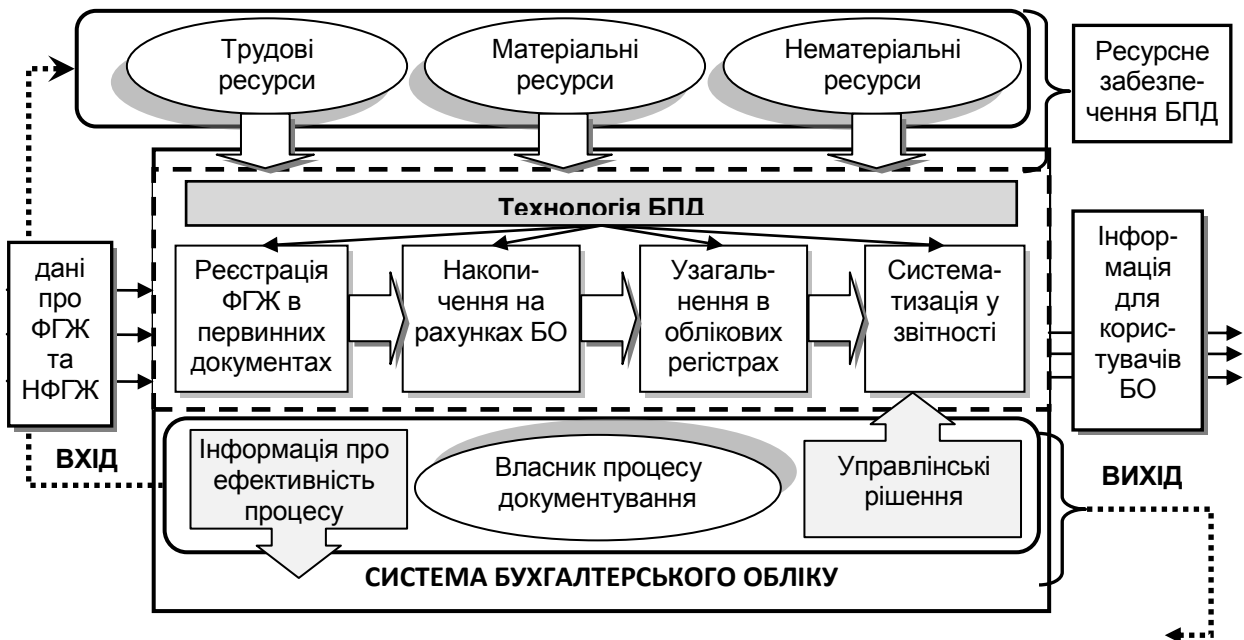 Трудові
ресурси
Матеріальні
ресурси
Нематеріальні
ресурси
Ресурсне
забезпе-
чення БПД
Технологія БПД
дані
про
ФГЖ
та
НФГЖ
Реєстрація
ФГЖ в
первинних
документах
Накопи-
чення на
рахунках БО
Узагаль-
нення в
облікових
регістрах
Система-
тизація у
звітності
Інфор-
мація
для
корис-
тувачів
БО
ВХІД
Інформація про
ефективність
процесу
Власник процесу
документування
Управлінські
рішення
ВИХІД
СИСТЕМА БУХГАЛТЕРСЬКОГО ОБЛІКУ